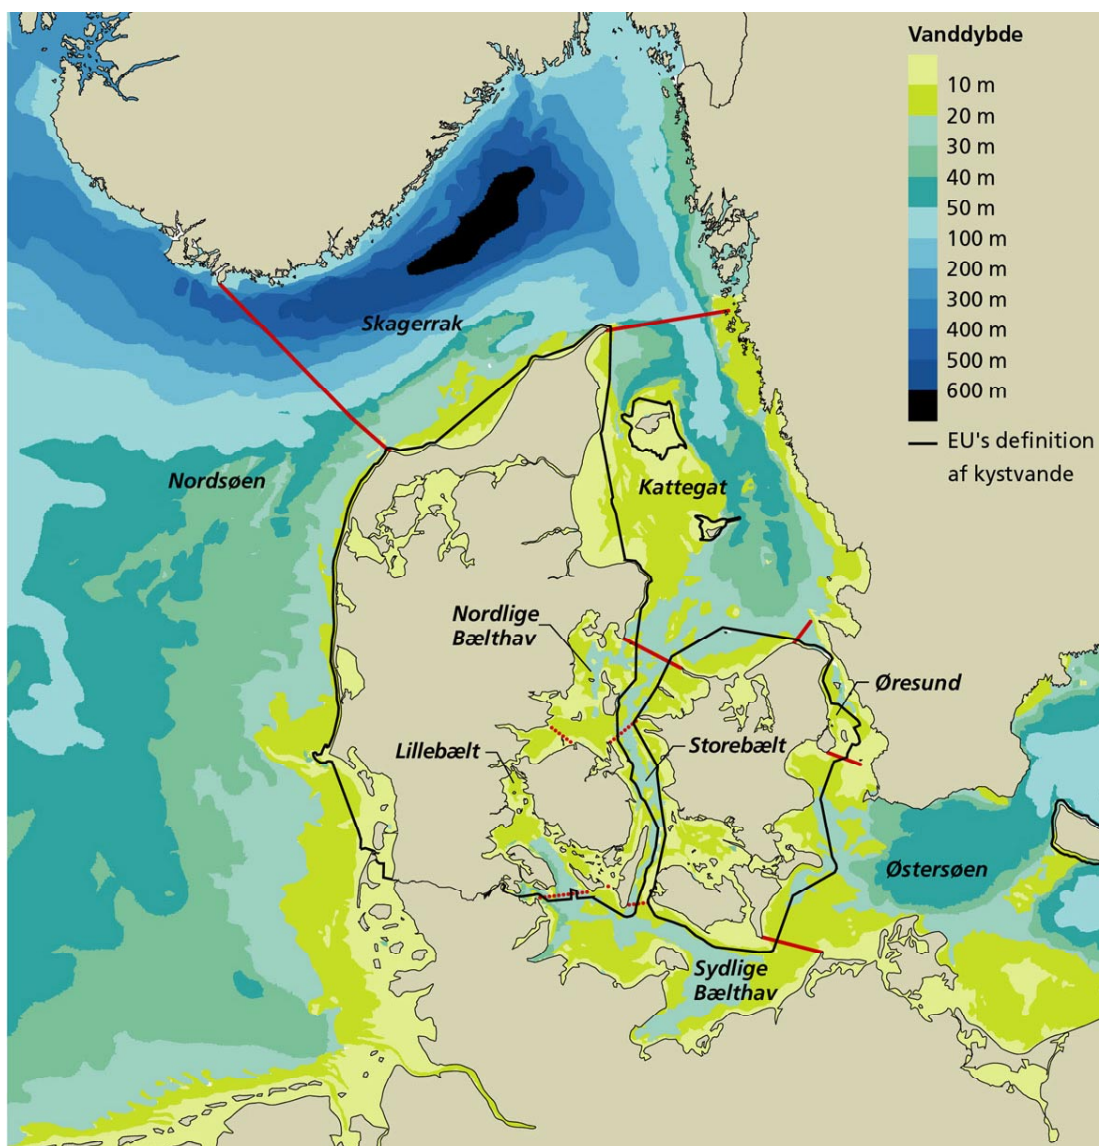 Vanddybde
10 m
20 m
30 m
40 m
50 m
100 m
200 m
300 m
400 m
500 m
600 m
EU's definition
af kystvande
Skagerrak
Nordsøen
Kattegat
Nordlige
Bælthav
Øresund
Lillebælt
Storebælt
Østersøen
Sydlige
Bælthav